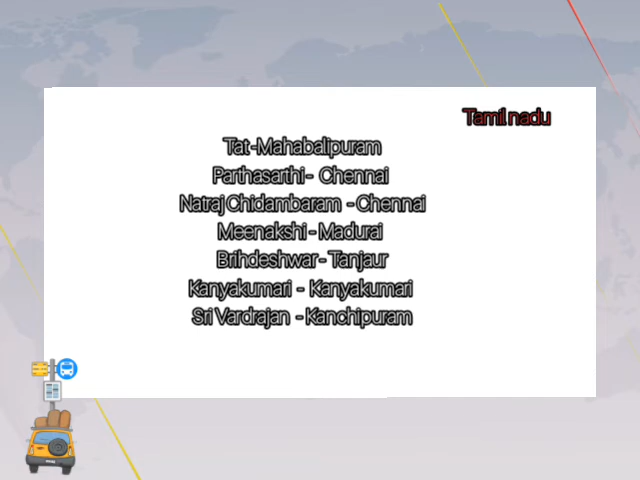 Tamil nadu
Tat -Mahabalipuram
Parthasarthi - Chennai
Natraj Chidambaram - Chennai
Meenakshi - Madurai
Brihdeshwar - Tanjaur
Kanyakumari - Kanyakumari
Sri Vardrajan - Kanchipuram